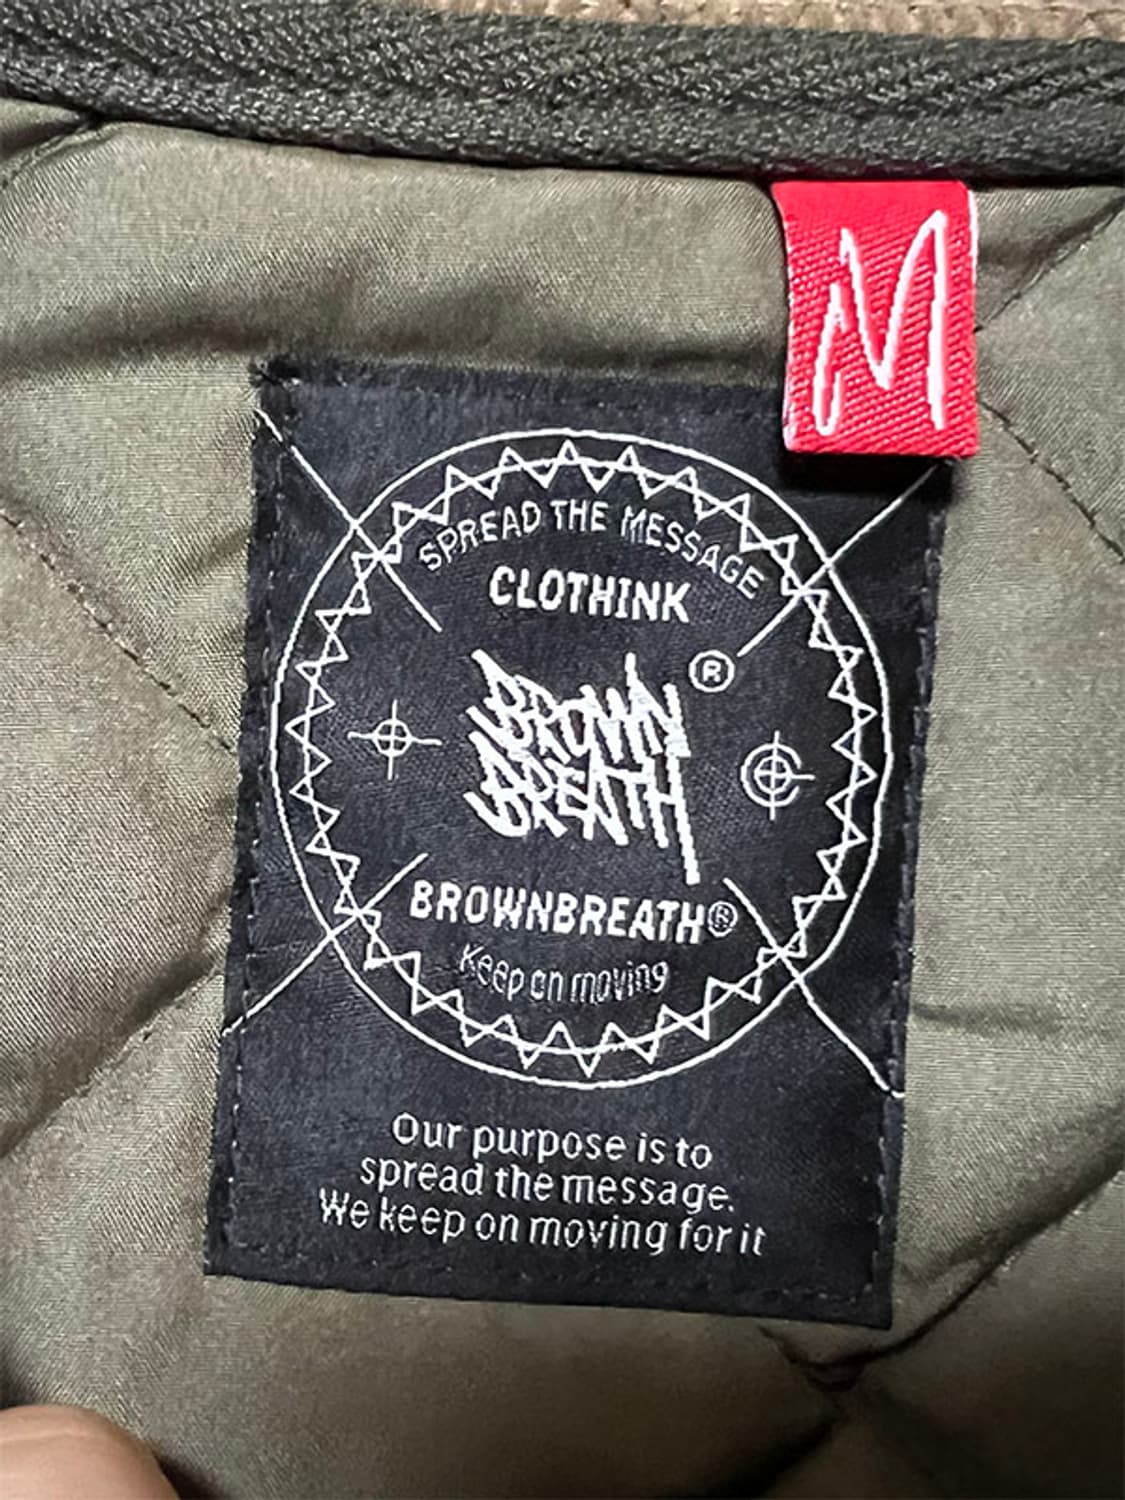 M
SPREAD THE MESSAGE
CLOTHINK
BROWN ®
BREATH
BROWNBREATH®
Keep on moving
Our purpose is to
spread the message.
We keep on moving for it